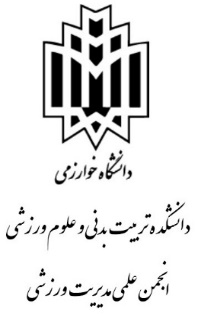 دانشگاه خوارزمی
دانشکده تربیت بدنی و علوم ورزشی
انجمن علمی مدیریت ورزشی